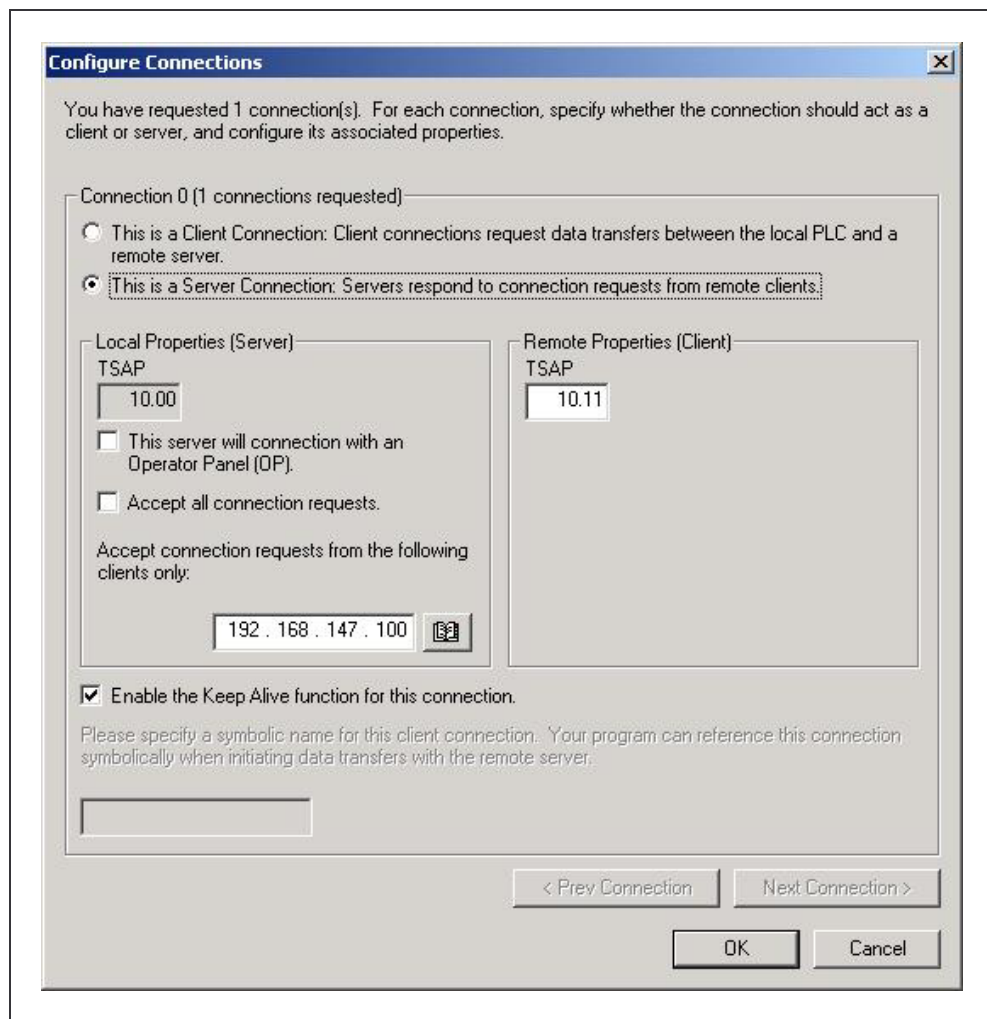 Configure Connections
You have requested 1 connection(s). For each connection, specify whether the connection should act as a
client or server, and configure its associated properties.
Connection 0 (1 connections requested)
This is a Client Connection: Client connections request data transfers between the local PLC and a
remote server.
This is a Server Connection: Servers respond to connection requests from remote clients.
Local Properties (Server)
TSAP
10.00
This server will connection with an
Operator Panel (OP).
Accept all connection requests.
Accept connection requests from the following
clients only:
192 . 168 . 147 . 100
Remote Properties (Client)
TSAP
10.11
Enable the Keep Alive function for this connection.
Please specify a symbolic name for this client connection. Your program can reference this connection
symbolically when initiating data transfers with the remote server.
< Prev Connection
Next Connection >
OK
Cancel